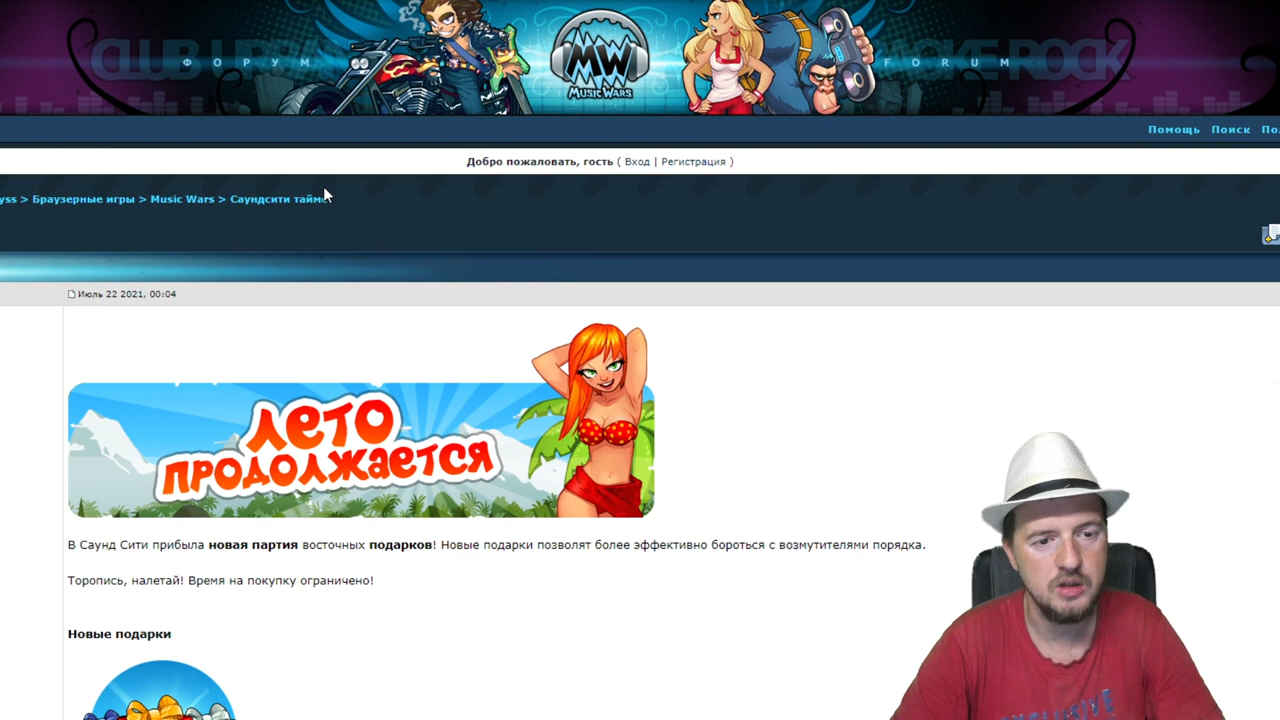 ФОРУМ
MW
MUSIC WARS
FORUM
Помощь Поиск
Добро пожаловать, гость ( Вход | Регистрация )
> Браузерные игры > Music Wars > Саундсити
Июль 22 2021, 00:04
ЛЕТО
ПРОДОЛЖАЕТСЯ
В Саунд Сити прибыла новая партия восточных подарков! Новые подарки позволят более эффективно бороться с возмутителями порядка.
Торопись, налетай! Время на покупку ограничено!
Новые подарки